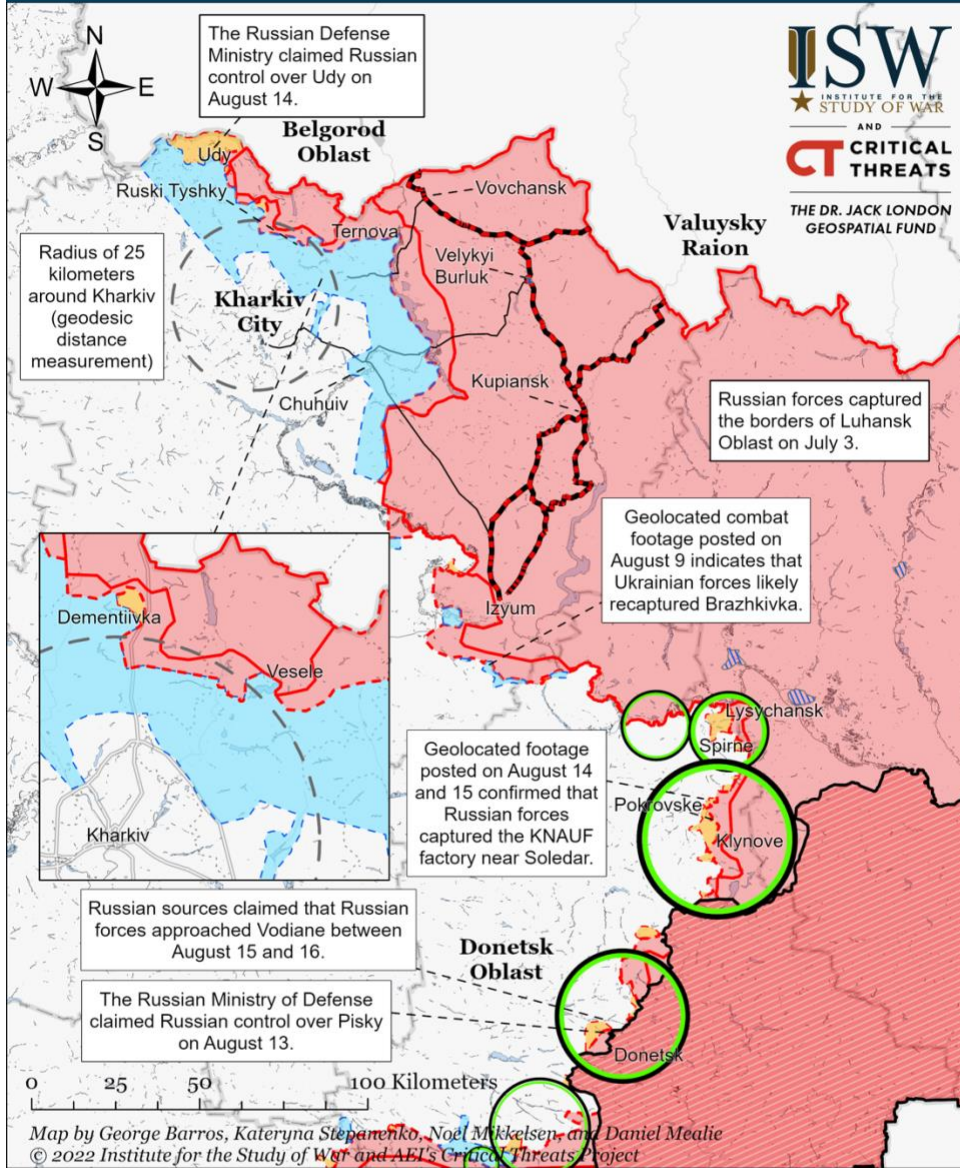 N
W
E
S
The Russian Defense
Ministry claimed Russian
control over Udy on
August 14.
ISW
INSTITUTE FOR THE
STUDY OF WAR
AND
CT CRITICAL
THREATS
THE DR. JACK LONDON
GEOSPATIAL FUND
Belgorod
Oblast
Udy
Ruski Tyshky
Vovchansk
Ternova
Valuysky
Raion
Radius of 25
kilometers
around Kharkiv
(geodesic
distance
measurement)
Velykyi
Burluk
Kharkiv
City
Kupiansk
Chuhuiv
Russian forces captured
the borders of Luhansk
Oblast on July 3.
Geolocated combat
footage posted on
August 9 indicates that
Ukrainian forces likely
recaptured Brazhkivka.
Izyum
Dementiivka
Vesele
Kharkiv
Lysychansk
Spirne
Geolocated footage
posted on August 14
and 15 confirmed that
Russian forces
captured the KNAUF
factory near Soledar.
Pokrovske
Klynove
Russian sources claimed that Russian
forces approached Vodiane between
August 15 and 16.
Donetsk
Oblast
The Russian Ministry of Defense
claimed Russian control over Pisky
on August 13.
Donetsk
0 25 50 100 Kilometers
Map by George Barros, Kateryna Stepanenko, Noel Mikkelsen, and Daniel Mealie
© 2022 Institute for the Study of War and AEI's Critical Threats Project